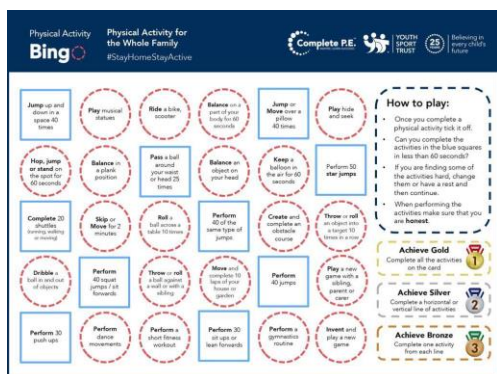 Physical Activity
Bingo
Physical Activity for
the Whole Family
#StayHomeStayActive
Complete P.E.
YOUTH
SPORT
TRUST
25
Believing in
every child's
future
Jump up and
down in a
space 40
times
Play musical
statues
Ride a bike,
scooter
Balance on a
part of your
body for 60
seconds
Jump or
Move over
a pillow
40 times
Play hide
and seek
Hop, jump
or stand on
the spot for
60 seconds
Balance in
a plank
position
Pass a ball
around
your waist
or head 25
times
Balance an
object on
your head
Keep a
balloon in
the air for 60
seconds
Perform 50
star jumps
Complete 20
shuttles
(running, walking
or moving)
Skip or
Move for 2
minutes
Roll a
ball across a
table 10 times
Perform
40 of the
same type of
jumps
Create and
complete an
obstacle
course
Throw or roll
an object into
a target 10
times in a row
Dribble a
ball in and out
of objects
Perform
40 squat
jumps / sit
forwards
Throw or roll
a ball against
a wall or with a
sibling.
Move and
complete 10
laps of your
house or
garden
Perform
40 jumps
Play a new
game with a
sibling,
parent or
carer
Perform 30
push ups
Perform
dance
movements
Perform a
short fitness
workout
Perform 30
sit ups or
lean forwards
Perform a
gymnastics
routine
Invent and
play a new
game
How to play:
• Once you complete
a physical activity tick it off.
• Can you complete
the activities
in the blue squares
in less than 60 seconds?
• If you are finding some of
the activities hard, change
them or have a rest and
then continue.
• When performing
the activities make sure that you
are honest.
Achieve Gold
Complete all the activities
on the card
1
Achieve Silver
Complete a horizontal or
vertical line of activities
2
Achieve Bronze
Complete one activity
from each line
3